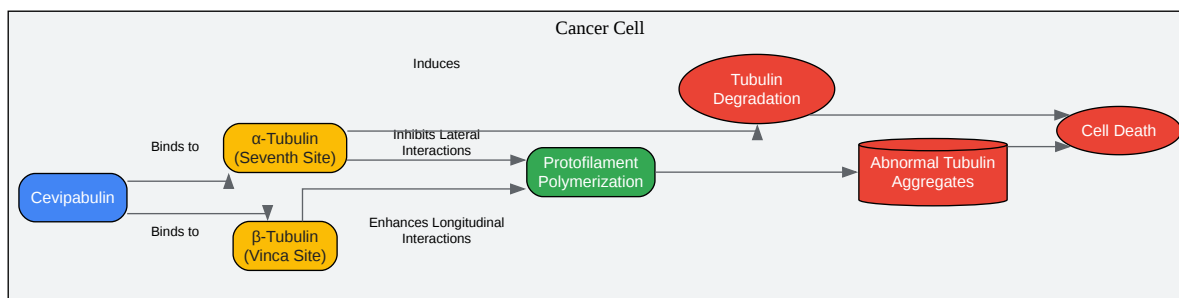 Cancer Cell
Induces
Tubulin
Degradation
Cell Death
α-Tubulin
(Seventh Site)
Inhibits Lateral
Interactions
Binds to
Protofilament
Polymerization
Abnormal Tubulin
Aggregates
Cevipabulin
Binds to
β-Tubulin
(Vinca Site)
Enhances Longitudinal
Interactions